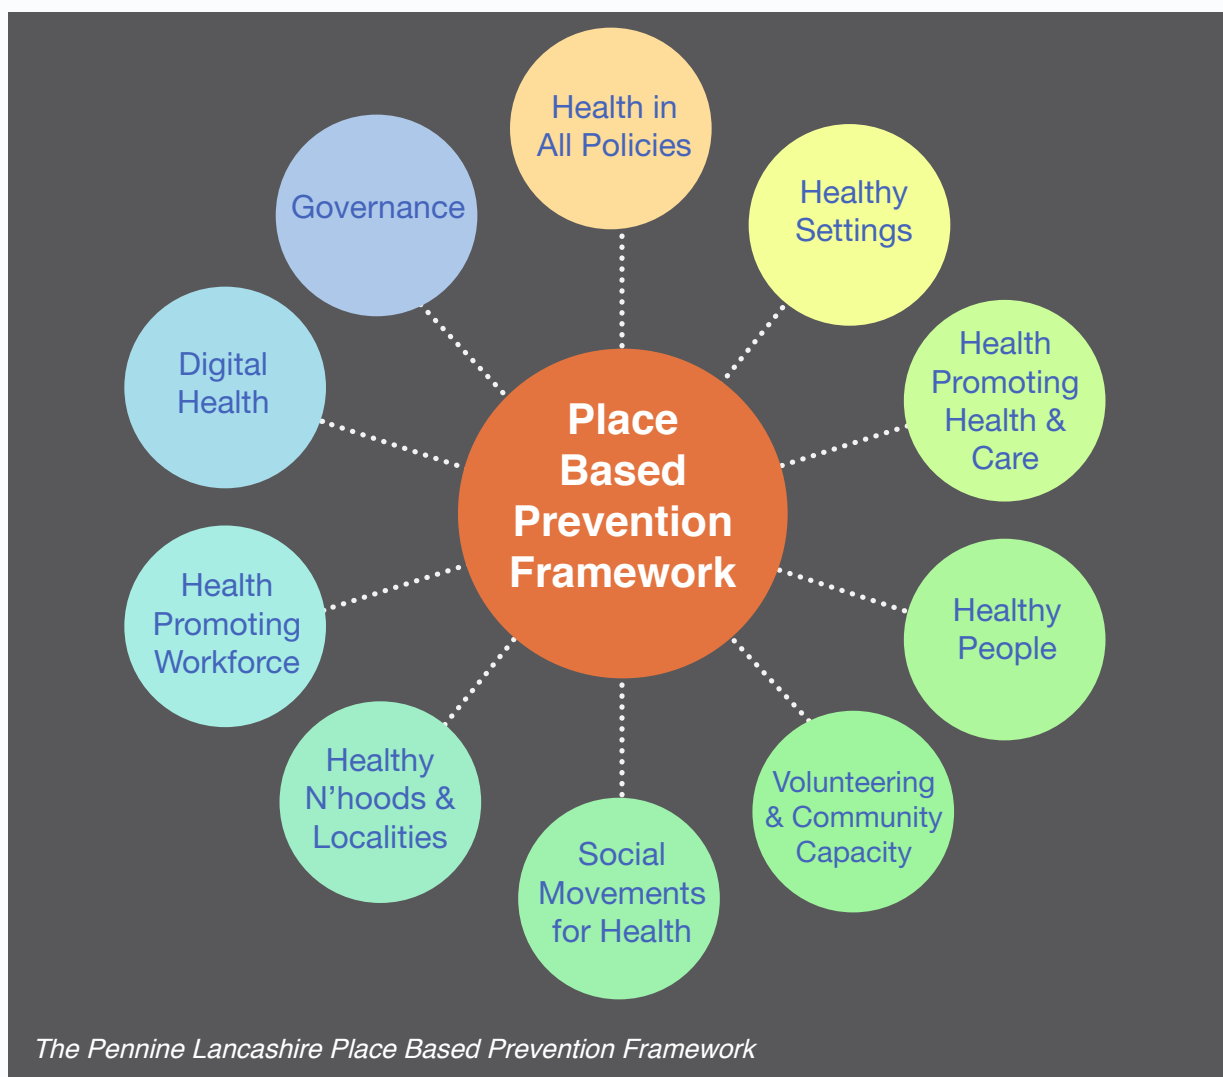 Health in
All Policies
Healthy
Settings
Health
Promoting
Health &
Care
Healthy
People
Volunteering
& Community
Capacity
Social
Movements
for Health
Healthy
N'hoods &
Localities
Health
Promoting
Workforce
Digital
Health
Governance
Place
Based
Prevention
Framework
The Pennine Lancashire Place Based Prevention Framework